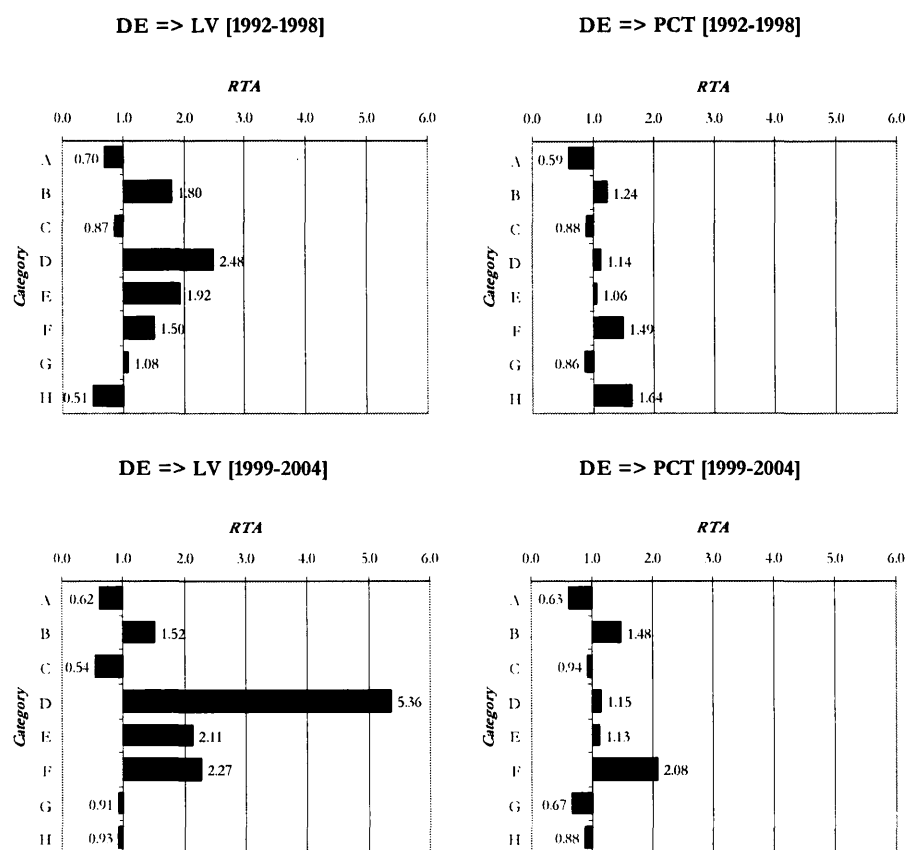 DE => LV [1992-1998]
RTA
0.0 1.0 2.0 3.0 4.0 5.0 6.0
Category
A 0.70
B 1.80
C 0.87
D 2.48
E 1.92
F 1.50
G 1.08
H 0.51
DE => PCT [1992-1998]
RTA
0.0 1.0 2.0 3.0 4.0 5.0 6.0
Category
A 0.59
B 1.24
C 0.88
D 1.14
E 1.06
F 1.49
G 0.86
H 1.64
DE => LV [1999-2004]
RTA
0.0 1.0 2.0 3.0 4.0 5.0 6.0
Category
A 0.62
B 1.52
C 0.54
D 5.36
E 2.11
F 2.27
G 0.91
H 0.93
DE => PCT [1999-2004]
RTA
0.0 1.0 2.0 3.0 4.0 5.0 6.0
Category
A 0.63
B 1.48
C 0.94
D 1.15
E 1.13
F 2.08
G 0.67
H 0.88